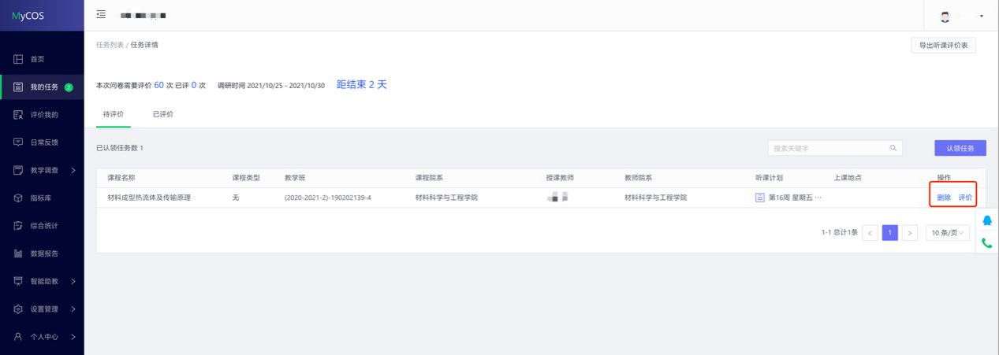 MyCOS
首页
我的任务 2
评价我的
日常反馈
教学调查
指标库
综合统计
数据报告
智能助教
设置管理
个人中心
任务列表 / 任务详情
导出听课评价表
本次问卷需要评价 60 次 已评 0 次 调研时间 2021/10/25 - 2021/10/30 距结束 2 天
待评价 已评价
已认领任务数 1 搜索关键字 认领任务
课程名称 课程类型 教学班 课程院系 授课教师 教师院系 听课计划 上课地点 操作
材料成型热流体及传输原理 无 (2020-2021-2)-190202139-4 材料科学与工程学院 材料科学与工程学院 第16周 星期五 ··· 删除 评价
1-1 总计1条 < 1 > 10 条/页